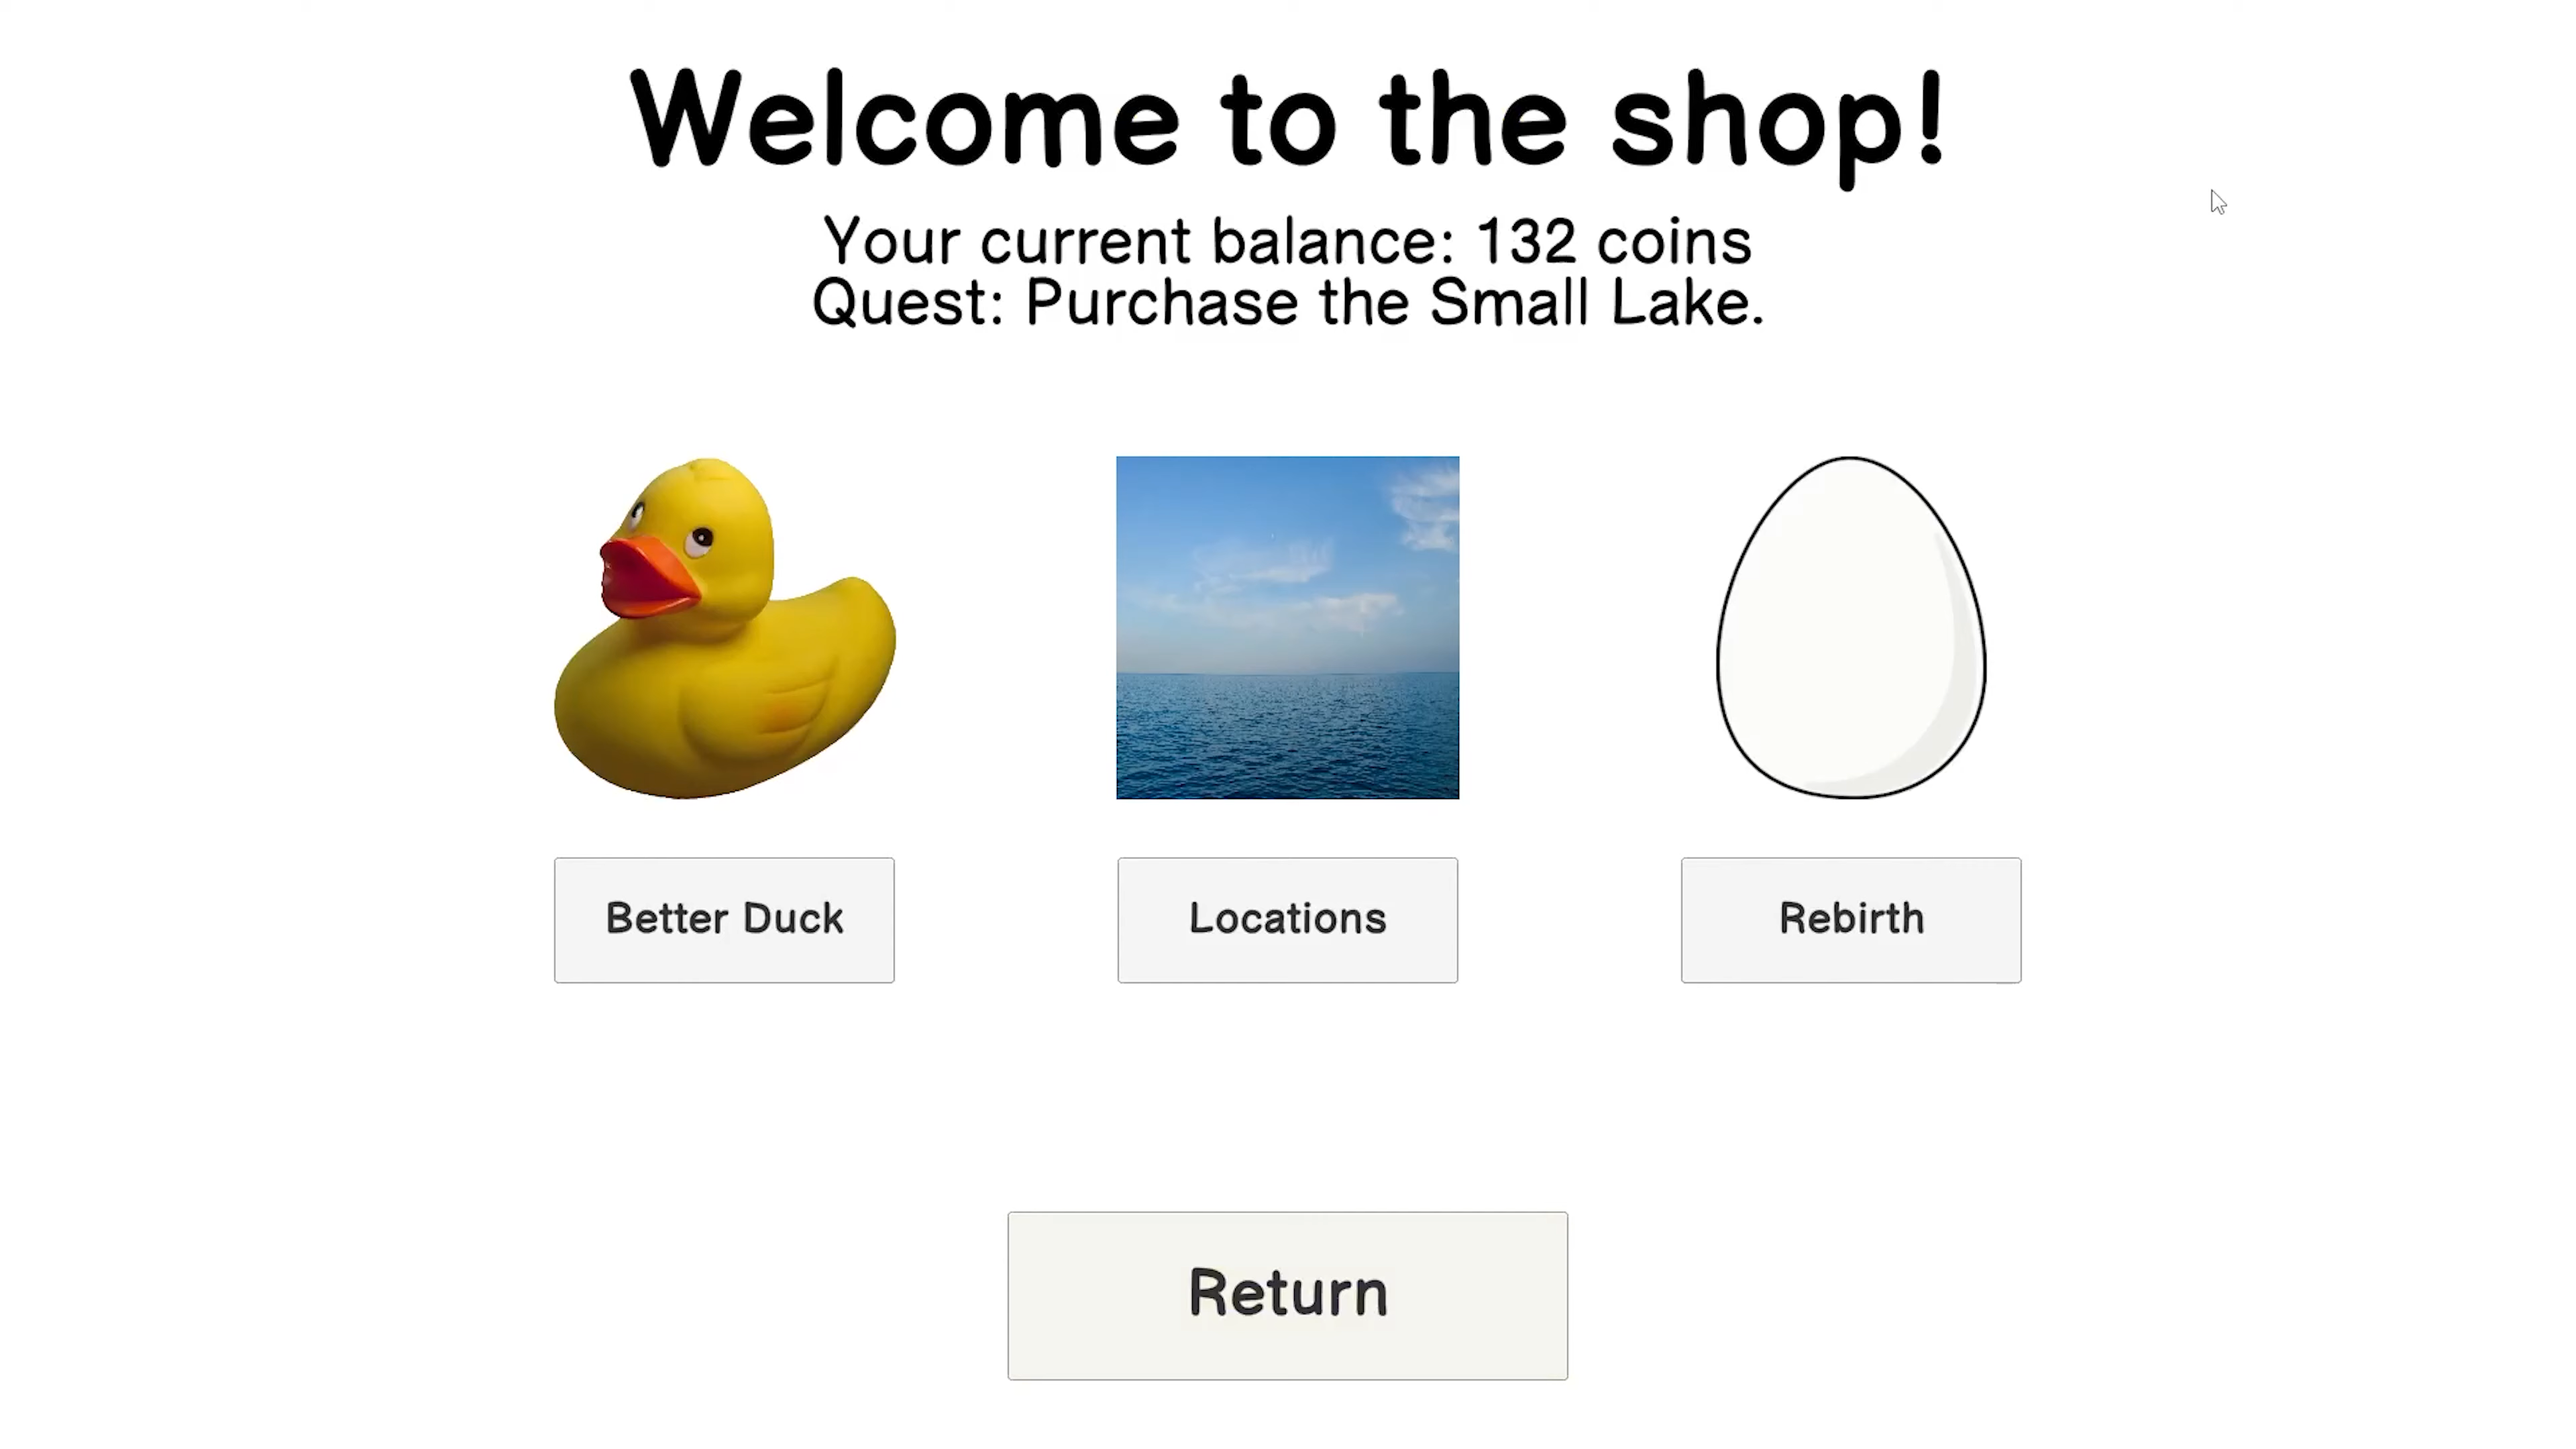 Welcome to the shop!
Your current balance: 132 coins
Quest: Purchase the Small Lake.
Better Duck
Locations
Rebirth
Return